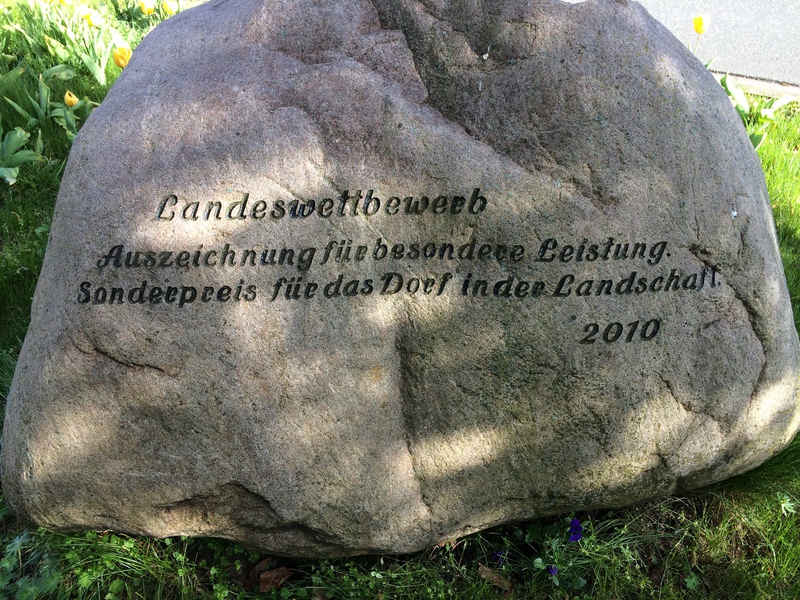 Landeswettbewerb
Auszeichnung für besondere Leistung.
Sonderpreis für das Dorf in der Landschaft.
2010